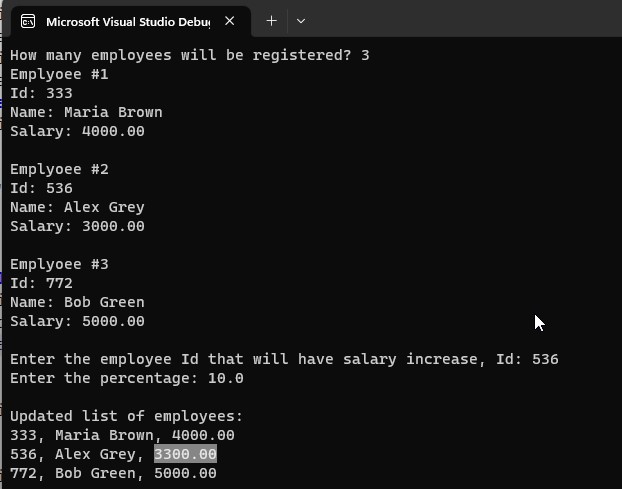 Microsoft Visual Studio Debug
How many employees will be registered? 3
Emplyoee #1
Id: 333
Name: Maria Brown
Salary: 4000.00
Emplyoee #2
Id: 536
Name: Alex Grey
Salary: 3000.00
Emplyoee #3
Id: 772
Name: Bob Green
Salary: 5000.00
Enter the employee Id that will have salary increase, Id: 536
Enter the percentage: 10.0
Updated list of employees:
333, Maria Brown, 4000.00
536, Alex Grey, 3300.00
772, Bob Green, 5000.00